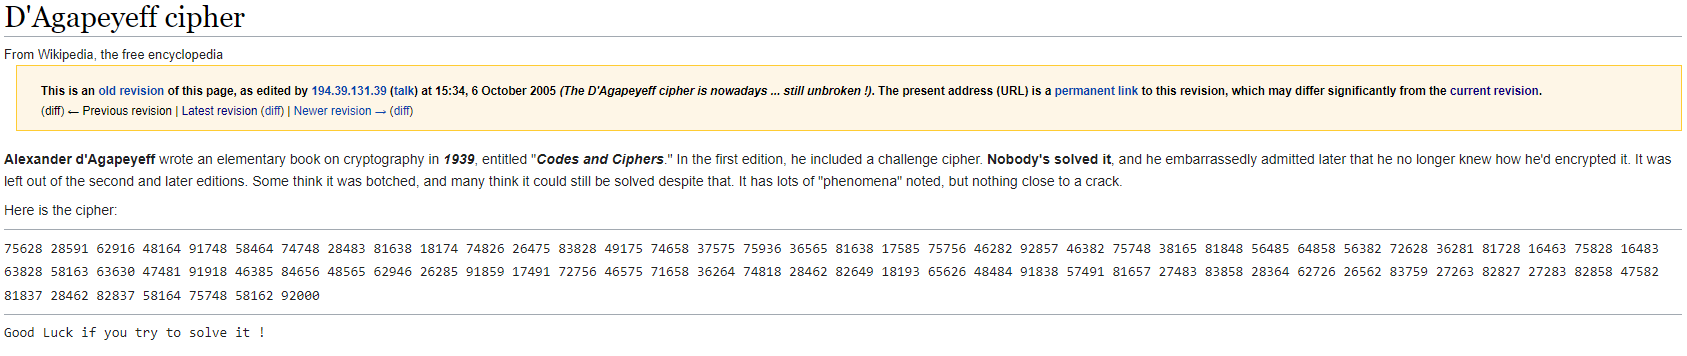 D'Agapeyeff cipher
From Wikipedia, the free encyclopedia
This is an old revision of this page, as edited by 194.39.131.39 (talk) at 15:34, 6 October 2005 (The D'Agapeyeff cipher is nowadays ... still unbroken !). The present address (URL) is a permanent link to this revision, which may differ significantly from the current revision.
(diff) ← Previous revision | Latest revision (diff) | Newer revision → (diff)
Alexander d'Agapeyeff wrote an elementary book on cryptography in 1939, entitled "Codes and Ciphers." In the first edition, he included a challenge cipher. Nobody's solved it, and he embarrassedly admitted later that he no longer knew how he'd encrypted it. It was
left out of the second and later editions. Some think it was botched, and many think it could still be solved despite that. It has lots of "phenomena" noted, but nothing close to a crack.
Here is the cipher:
75628 28591 62916 48164 91748 58464 74748 28483 81638 18174 74826 26475 83828 49175 74658 37575 75936 36565 81638 17585 75756 46282 92857 46382 75748 38165 81848 56485 64858 56382 72628 36281 81728 16463 75828 16483
63828 58163 63630 47481 91918 46385 84656 48565 62946 26285 91859 17491 72756 46575 71658 36264 74818 28462 82649 18193 65626 48484 91838 57491 81657 27483 83858 28364 62726 26562 83759 27263 82827 27283 82858 47582
81837 28462 82837 58164 75748 58162 92000
Good Luck if you try to solve it !